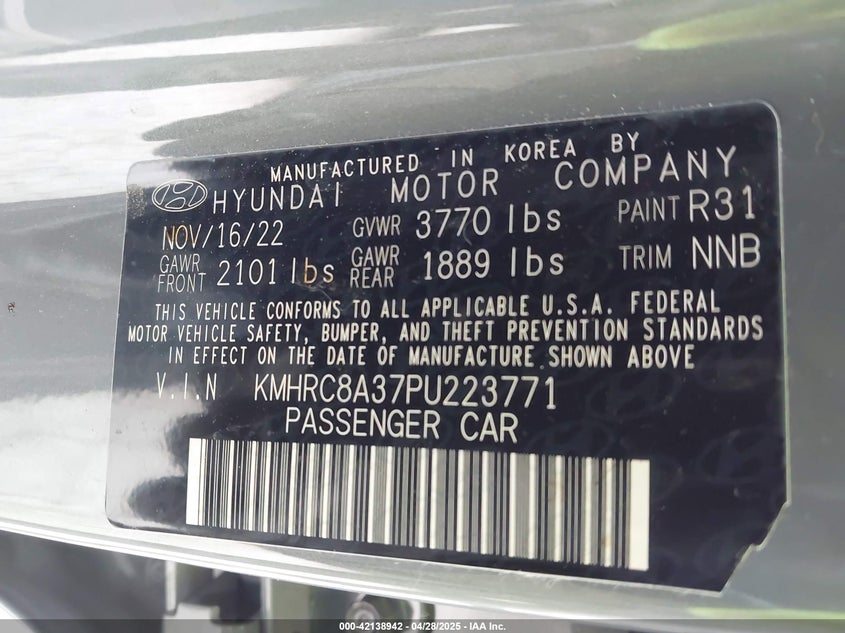 MANUFACTURED IN KOREA BY
HYUNDAI MOTOR COMPANY
NOV/16/22 GVWR 3770 lbs PAINT R31
GAWR FRONT 2101 lbs GAWR REAR 1889 lbs TRIM NNB
THIS VEHICLE CONFORMS TO ALL APPLICABLE U.S.A. FEDERAL
MOTOR VEHICLE SAFETY, BUMPER, AND THEFT PREVENTION STANDARDS
IN EFFECT ON THE DATE OF MANUFACTURE SHOWN ABOVE
V.I.N KMHRC8A37PU223771
PASSENGER CAR
000-42138942 - 04/28/2025 - IAA Inc.